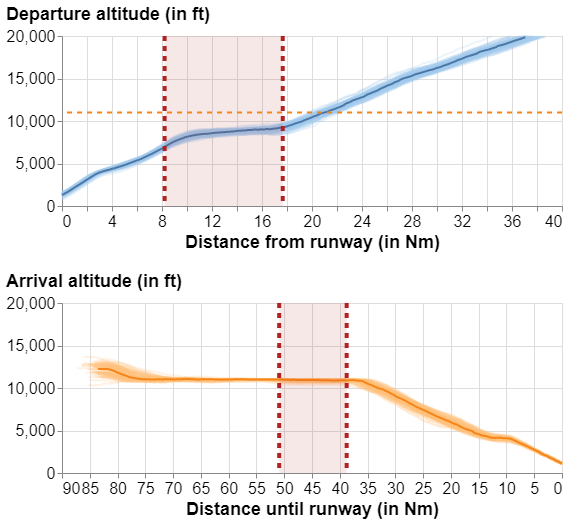 Departure altitude (in ft)
20,000
15,000
10,000
5,000
0
0 4 8 12 16 20 24 28 32 36 40
Distance from runway (in Nm)
Arrival altitude (in ft)
20,000
15,000
10,000
5,000
0
90 85 80 75 70 65 60 55 50 45 40 35 30 25 20 15 10 5 0
Distance until runway (in Nm)